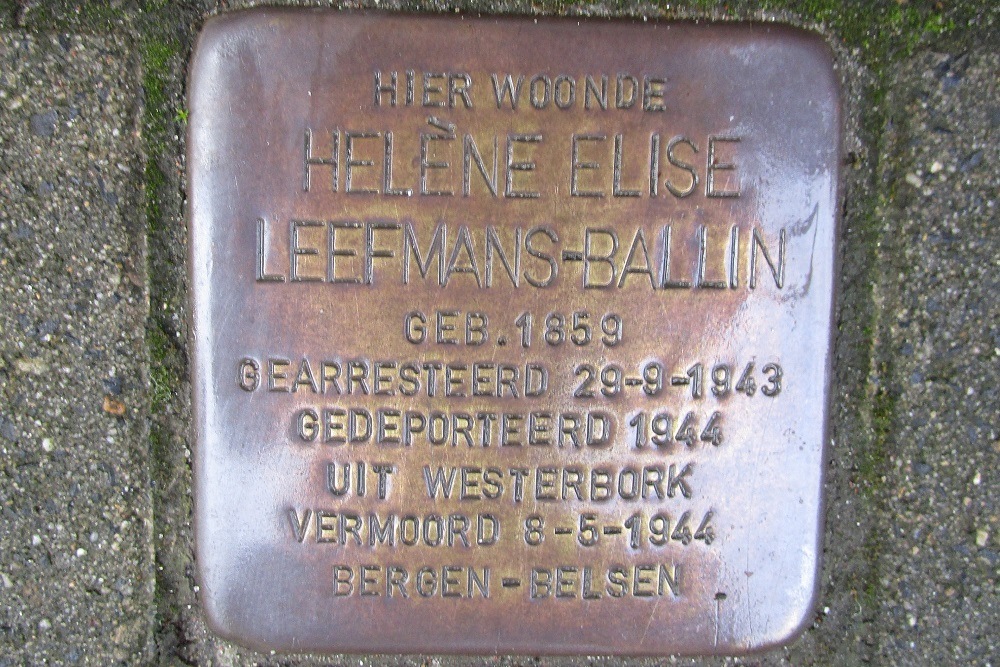 HIER WOONDE
HELÈNE ELISE
LEEFMANS-BALLIN
GEB. 1859
GEARRESTEERD 29-9-1943
GEDEPORTEERD 1944
UIT WESTERBORK
VERMOORD 8-5-1944
BERGEN-BELSEN